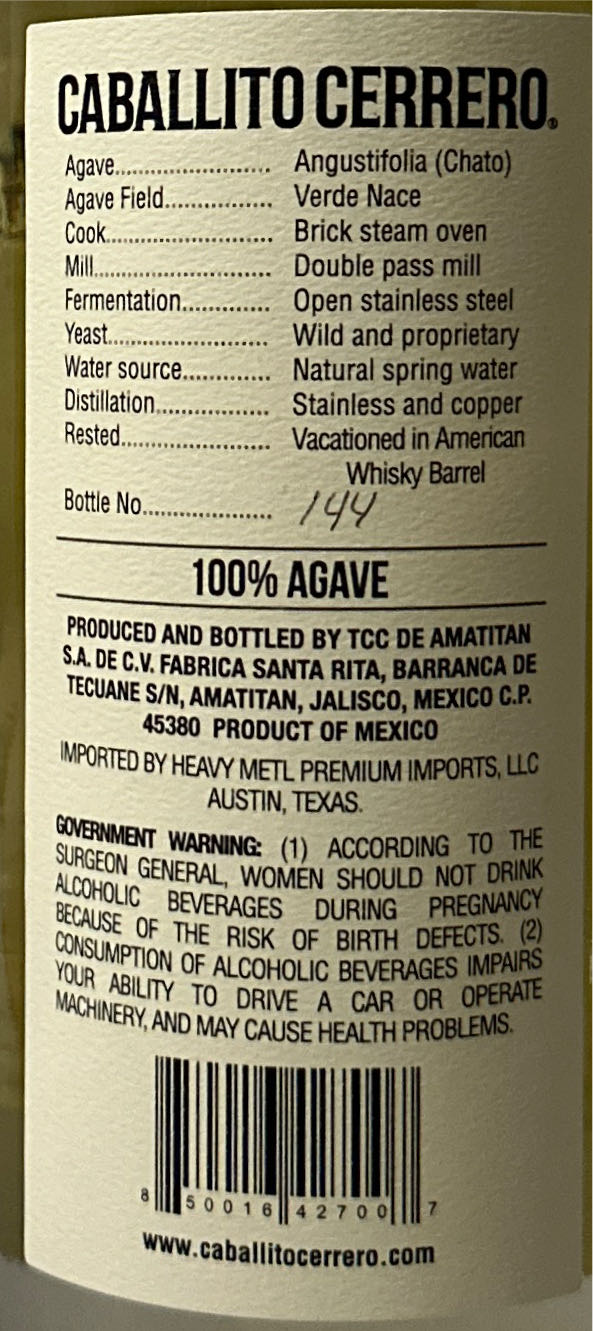 CABALLITO CERRERO®
Agave........................ Angustifolia (Chato)
Agave Field................ Verde Nace
Cook.......................... Brick steam oven
Mill............................ Double pass mill
Fermentation............. Open stainless steel
Yeast......................... Wild and proprietary
Water source............. Natural spring water
Distillation................. Stainless and copper
Rested....................... Vacationed in American
Whisky Barrel
Bottle No.................... 144
100% AGAVE
PRODUCED AND BOTTLED BY TCC DE AMATITAN
S.A. DE C.V. FABRICA SANTA RITA, BARRANCA DE
TECUANE S/N, AMATITAN, JALISCO, MEXICO C.P.
45380 PRODUCT OF MEXICO
IMPORTED BY HEAVY METL PREMIUM IMPORTS, LLC
AUSTIN, TEXAS.
GOVERNMENT WARNING: (1) ACCORDING TO THE
SURGEON GENERAL, WOMEN SHOULD NOT DRINK
ALCOHOLIC BEVERAGES DURING PREGNANCY
BECAUSE OF THE RISK OF BIRTH DEFECTS. (2)
CONSUMPTION OF ALCOHOLIC BEVERAGES IMPAIRS
YOUR ABILITY TO DRIVE A CAR OR OPERATE
MACHINERY, AND MAY CAUSE HEALTH PROBLEMS.
8 50016 42700 7
www.caballitocerrero.com